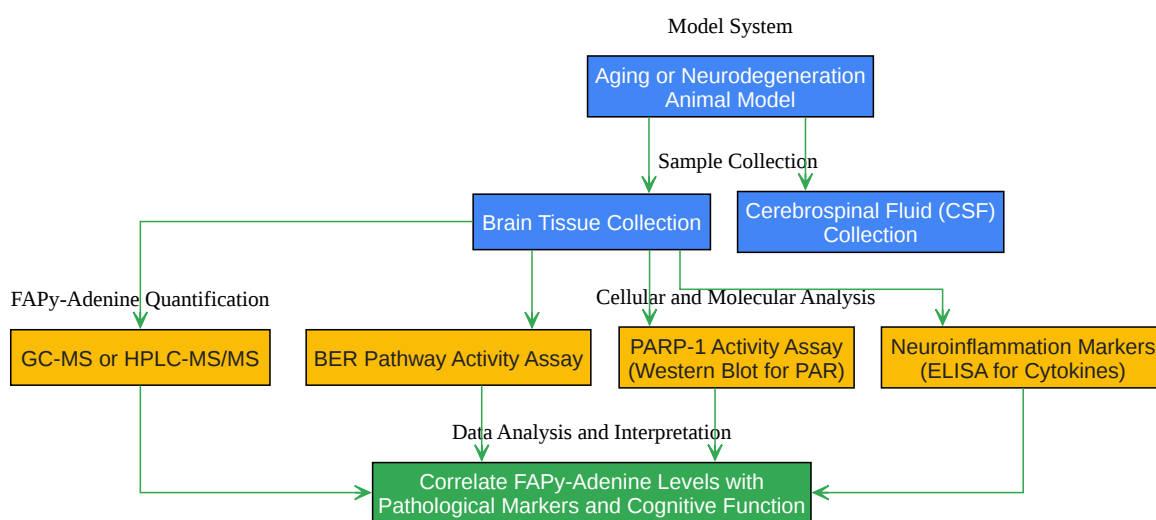 Model System
Aging or Neurodegeneration
Animal Model
Sample Collection
Brain Tissue Collection
Cerebrospinal Fluid (CSF)
Collection
FAPy-Adenine Quantification
Cellular and Molecular Analysis
GC-MS or HPLC-MS/MS
BER Pathway Activity Assay
PARP-1 Activity Assay
(Western Blot for PAR)
Neuroinflammation Markers
(ELISA for Cytokines)
Data Analysis and Interpretation
Correlate FAPy-Adenine Levels with
Pathological Markers and Cognitive Function